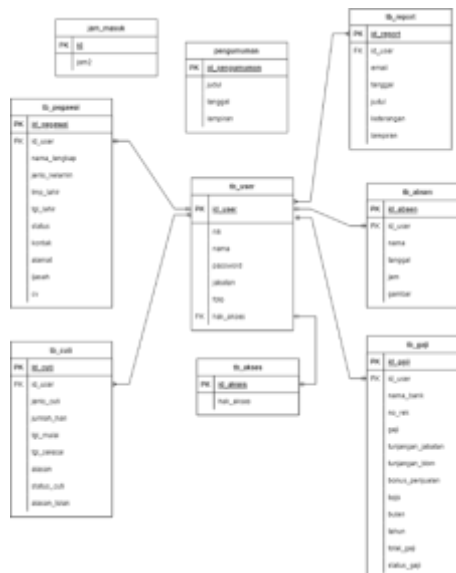 jam_masuk
PK id
jam2
pengumuman
PK id_pengumuman
judul
tanggal
lampiran
tb_report
PK id_report
FK id_user
email
tanggal
judul
keterangan
lampiran
tb_pegawai
PK id_pegawai
FK id_user
nama_lengkap
jenis_kelamin
tmp_lahir
tgl_lahir
status
kontak
alamat
ijazah
cv
tb_user
PK id_user
nis
nama
password
jabatan
foto
FK hak_akses
tb_absen
PK id_absen
FK id_user
nama
tanggal
jam
gambar
tb_cuti
PK id_cuti
FK id_user
jenis_cuti
jumlah_hari
tgl_mulai
tgl_selesai
alasan
status_cuti
alasan_tolak
tb_akses
PK id_akses
hak_akses
tb_gaji
PK id_gaji
FK id_user
nama_bank
no_rek
gaji
tunjangan_jabatan
bonus_penjualan
bulan
tahun
total_gaji
status_gaji